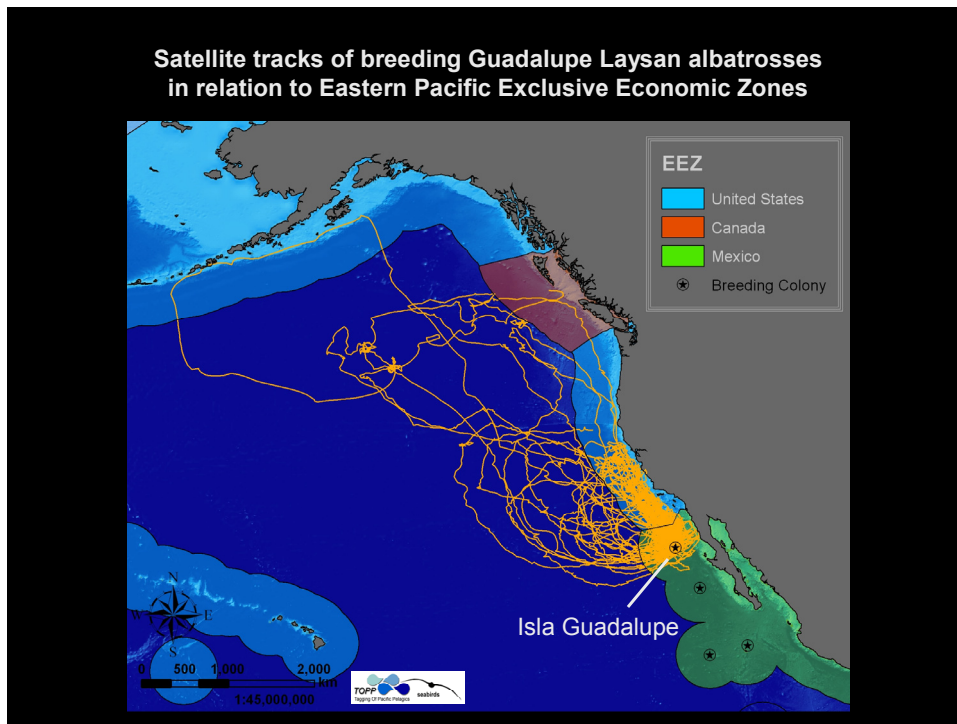 Satellite tracks of breeding Guadalupe Laysan albatrosses
in relation to Eastern Pacific Exclusive Economic Zones
EEZ
United States
Canada
Mexico
Breeding Colony
Isla Guadalupe
N
W E
S
0 500 1,000 2,000
km
1:45,000,000
TOPP seabirds
Tagging Of Pacific Pelagics